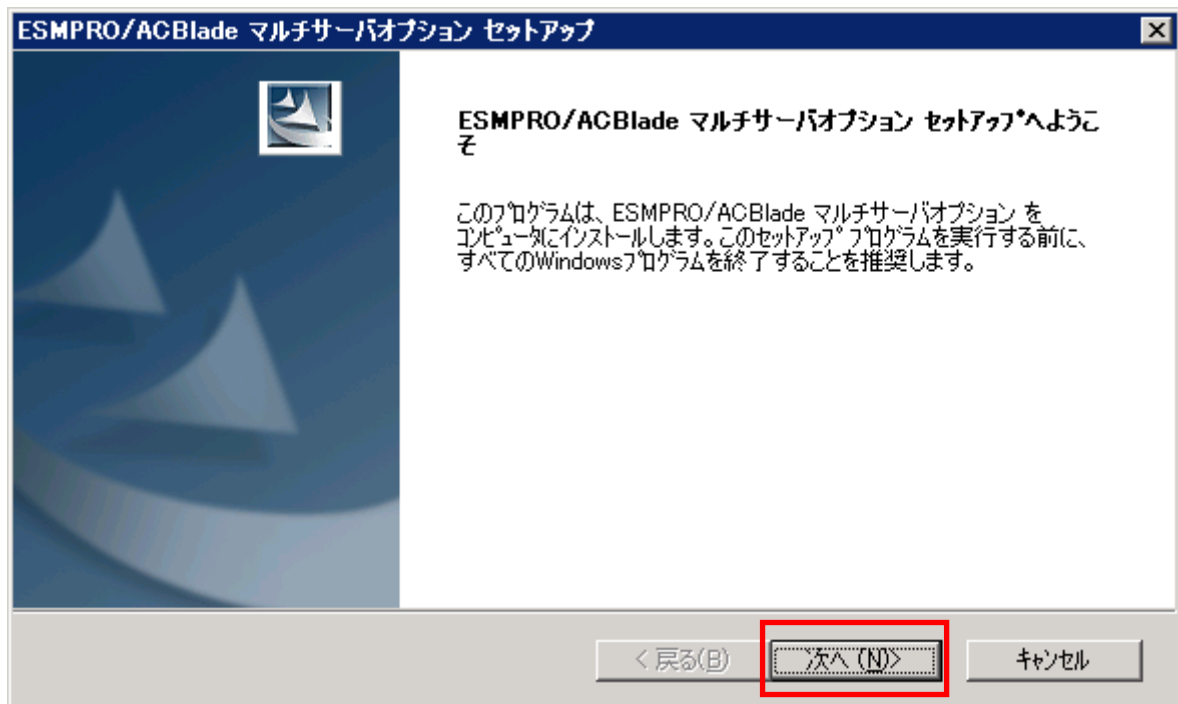 ESMPRO/ACBlade マルチサーバオプション セットアップ
ESMPRO/ACBlade マルチサーバオプション ｾｯﾄｱｯﾌﾟへようこ
そ
このﾌﾟﾛｸﾞﾗﾑは、ESMPRO/ACBlade マルチサーバオプション を
ｺﾝﾋﾟｭｰﾀにインストールします。このｾｯﾄｱｯﾌﾟ ﾌﾟﾛｸﾞﾗﾑを実行する前に、
すべてのWindowsﾌﾟﾛｸﾞﾗﾑを終了することを推奨します。
< 戻る(B)
次へ (N)>
ｷｬﾝｾﾙ